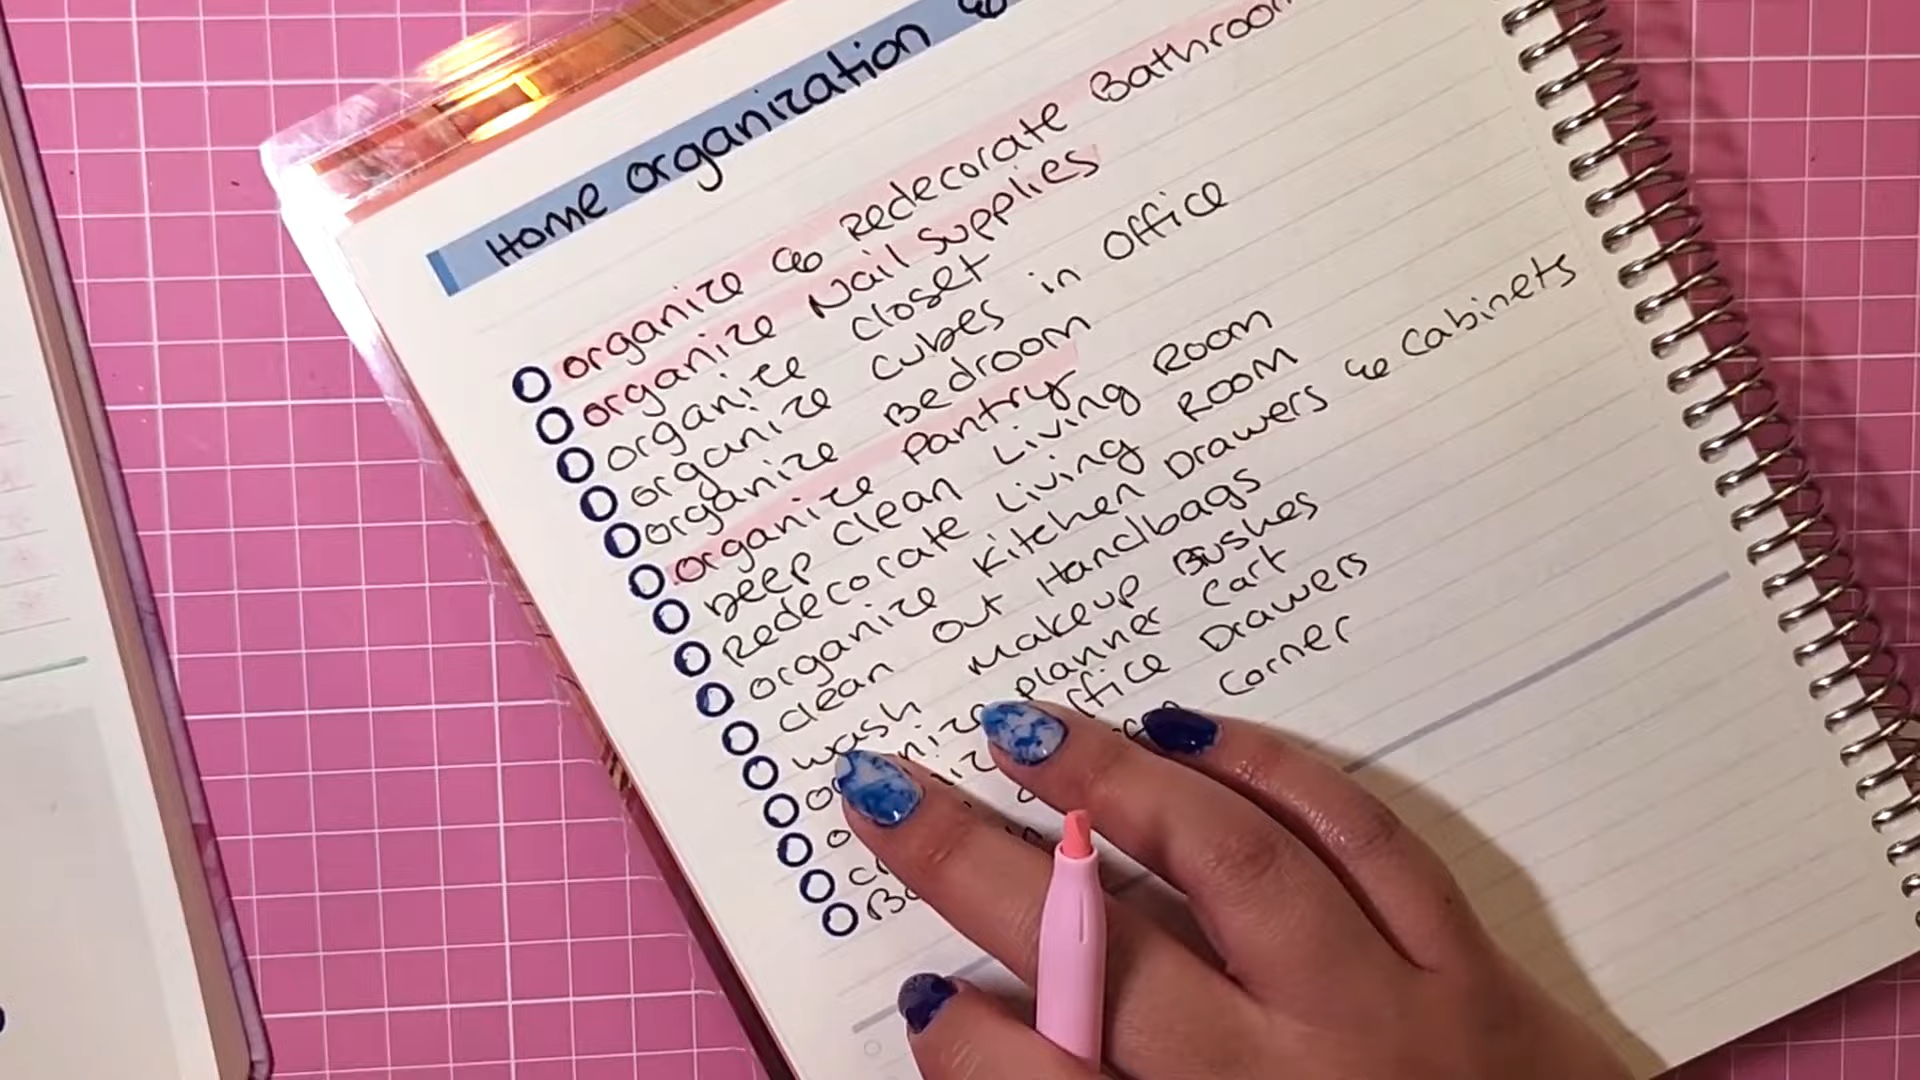 Home organization &
organize & Redecorate Bathroom
organize Nail Supplies
organize closet
organize cubes in office
organize Bedroom
organize pantry
Deep clean Living Room
Redecorate Living Room
organize Kitchen Drawers & Cabinets
clean out Handbags
wash Makeup Bushes
planner cart
Drawers
corner